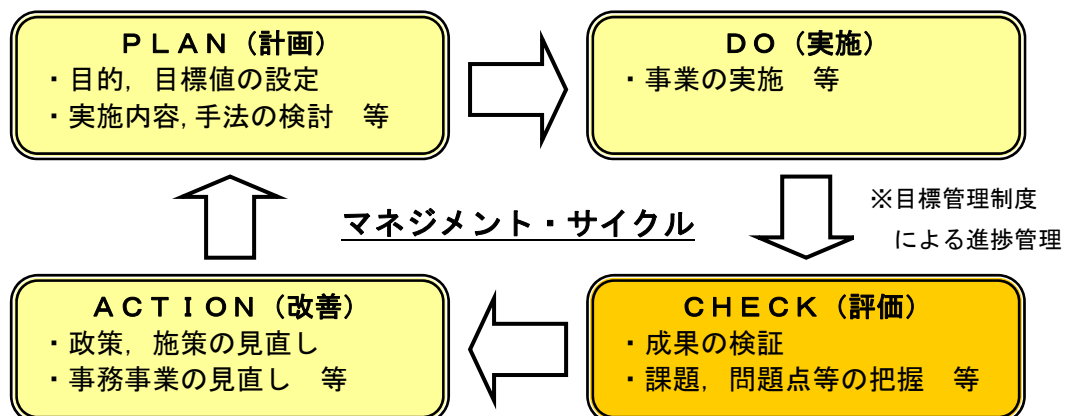 ＰＬＡＮ（計画）
・目的，目標値の設定
・実施内容，手法の検討　等
ＤＯ（実施）
・事業の実施　等
※目標管理制度
による進捗管理
マネジメント・サイクル
ＡＣＴＩＯＮ（改善）
・政策，施策の見直し
・事務事業の見直し　等
ＣＨＥＣＫ（評価）
・成果の検証
・課題，問題点等の把握　等